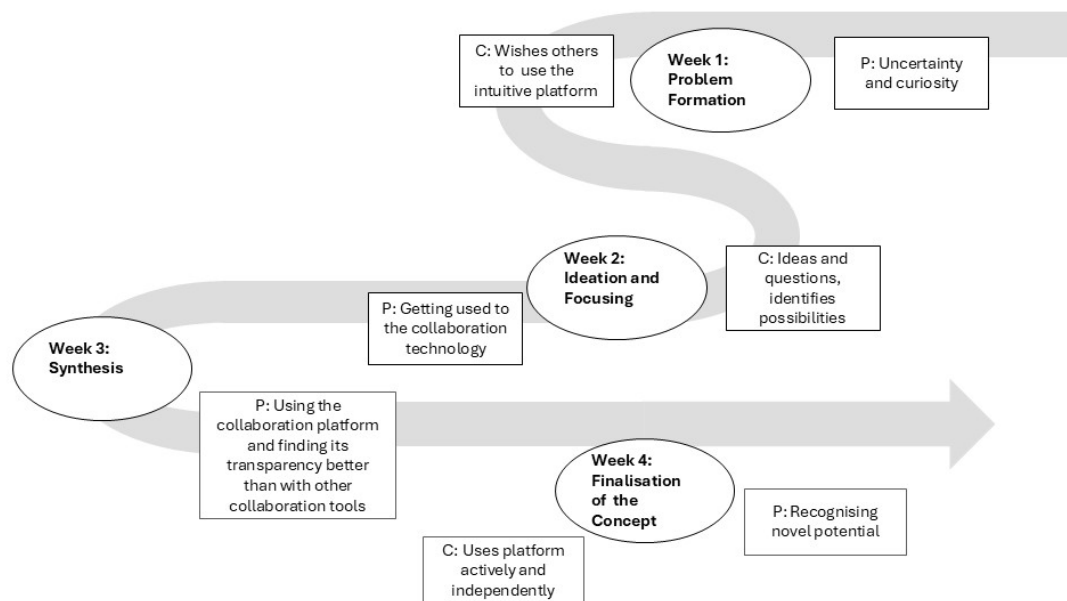 C: Wishes others
to use the
intuitive platform
Week 1:
Problem
Formation
P: Uncertainty
and curiosity
Week 2:
Ideation and
Focusing
C: Ideas and
questions,
identifies
possibilities
P: Getting used to
the collaboration
technology
Week 3:
Synthesis
P: Using the
collaboration platform
and finding its
transparency better
than with other
collaboration tools
Week 4:
Finalisation
of the
Concept
P: Recognising
novel potential
C: Uses platform
actively and
independently